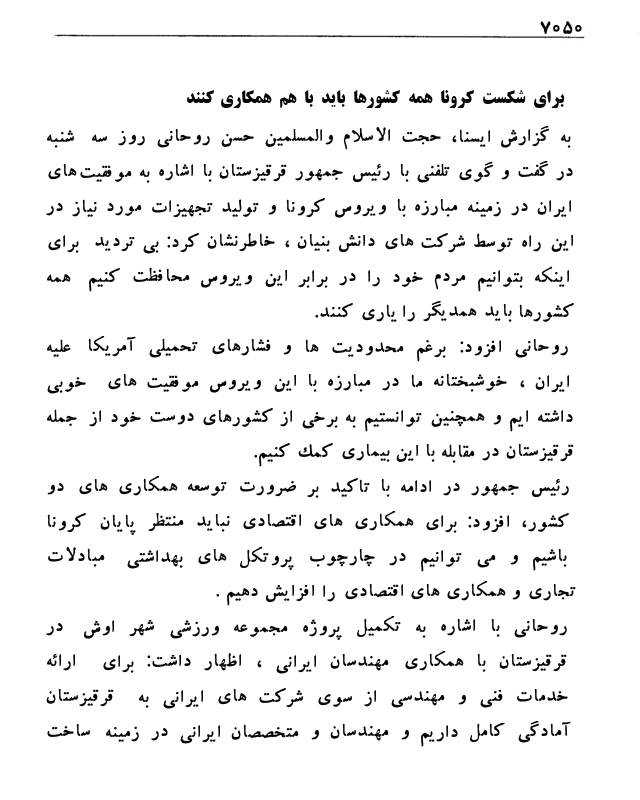 ۷۰۵۰
برای شکست کرونا همه کشورها باید با هم همکاری کنند
به گزارش ایسنا، حجت الاسلام والمسلمین حسن روحانی روز سه شنبه
در گفت و گوی تلفنی با رئیس جمهور قرقیزستان با اشاره به موفقیت‌های
ایران در زمینه مبارزه با ویروس کرونا و تولید تجهیزات مورد نیاز در
این راه توسط شرکت های دانش بنیان ، خاطرنشان کرد: بی تردید برای
اینکه بتوانیم مردم خود را در برابر این ویروس محافظت کنیم همه
کشورها باید همدیگر را یاری کنند.
روحانی افزود: برغم محدودیت ها و فشارهای تحمیلی آمریکا علیه
ایران ، خوشبختانه ما در مبارزه با این ویروس موفقیت های خوبی
داشته ایم و همچنین توانستیم به برخی از کشورهای دوست خود از جمله
قرقیزستان در مقابله با این بیماری کمک کنیم.
رئیس جمهور در ادامه با تاکید بر ضرورت توسعه همکاری های دو
کشور، افزود: برای همکاری های اقتصادی نباید منتظر پایان کرونا
باشیم و می توانیم در چارچوب پروتکل های بهداشتی مبادلات
تجاری و همکاری های اقتصادی را افزایش دهیم .
روحانی با اشاره به تکمیل پروژه مجموعه ورزشی شهر اوش در
قرقیزستان با همکاری مهندسان ایرانی ، اظهار داشت: برای ارائه
خدمات فنی و مهندسی از سوی شرکت های ایرانی به قرقیزستان
آمادگی کامل داریم و مهندسان و متخصصان ایرانی در زمینه ساخت